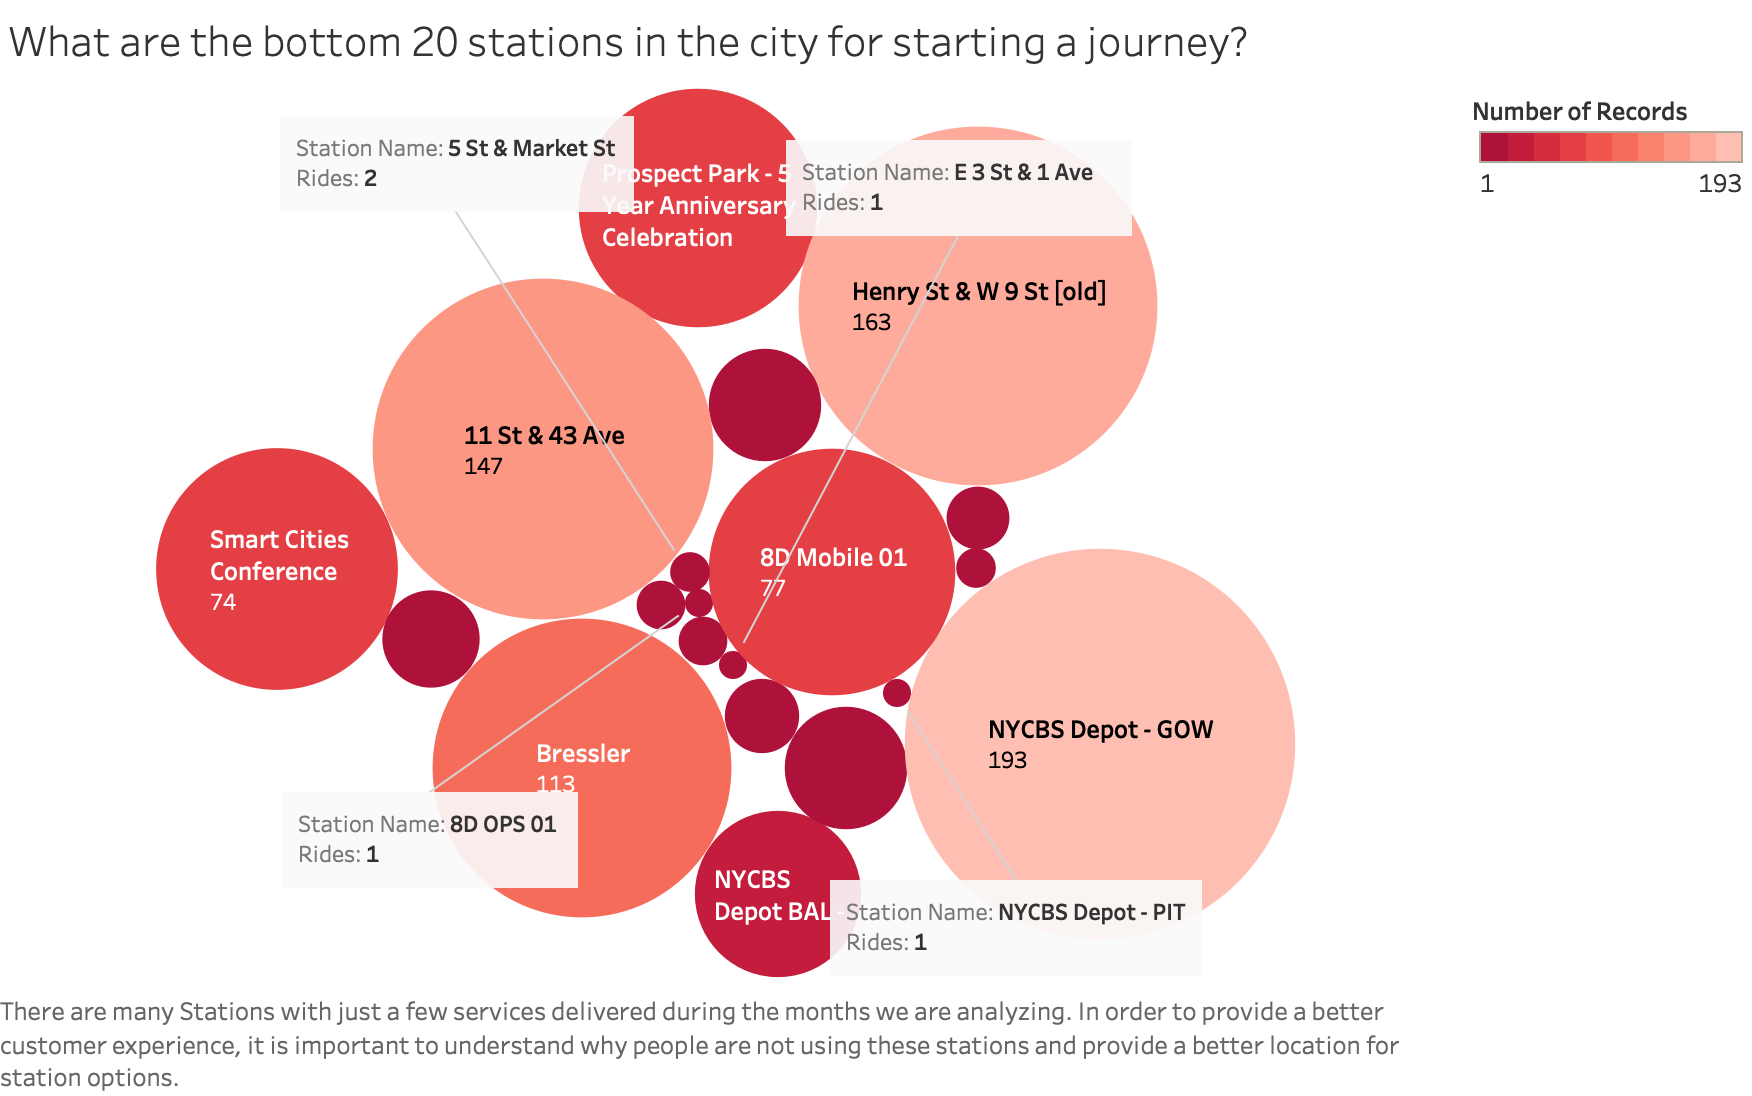 What are the bottom 20 stations in the city for starting a journey?
Number of Records
1 193
Station Name: 5 St & Market St
Rides: 2
Prospect Park - 5
Year Anniversary
Celebration
Station Name: E 3 St & 1 Ave
Rides: 1
Henry St & W 9 St [old]
163
11 St & 43 Ave
147
Smart Cities
Conference
74
8D Mobile 01
77
Bressler
113
NYCBS Depot - GOW
193
Station Name: 8D OPS 01
Rides: 1
NYCBS
Depot BAL -
Station Name: NYCBS Depot - PIT
Rides: 1
There are many Stations with just a few services delivered during the months we are analyzing. In order to provide a better
customer experience, it is important to understand why people are not using these stations and provide a better location for
station options.